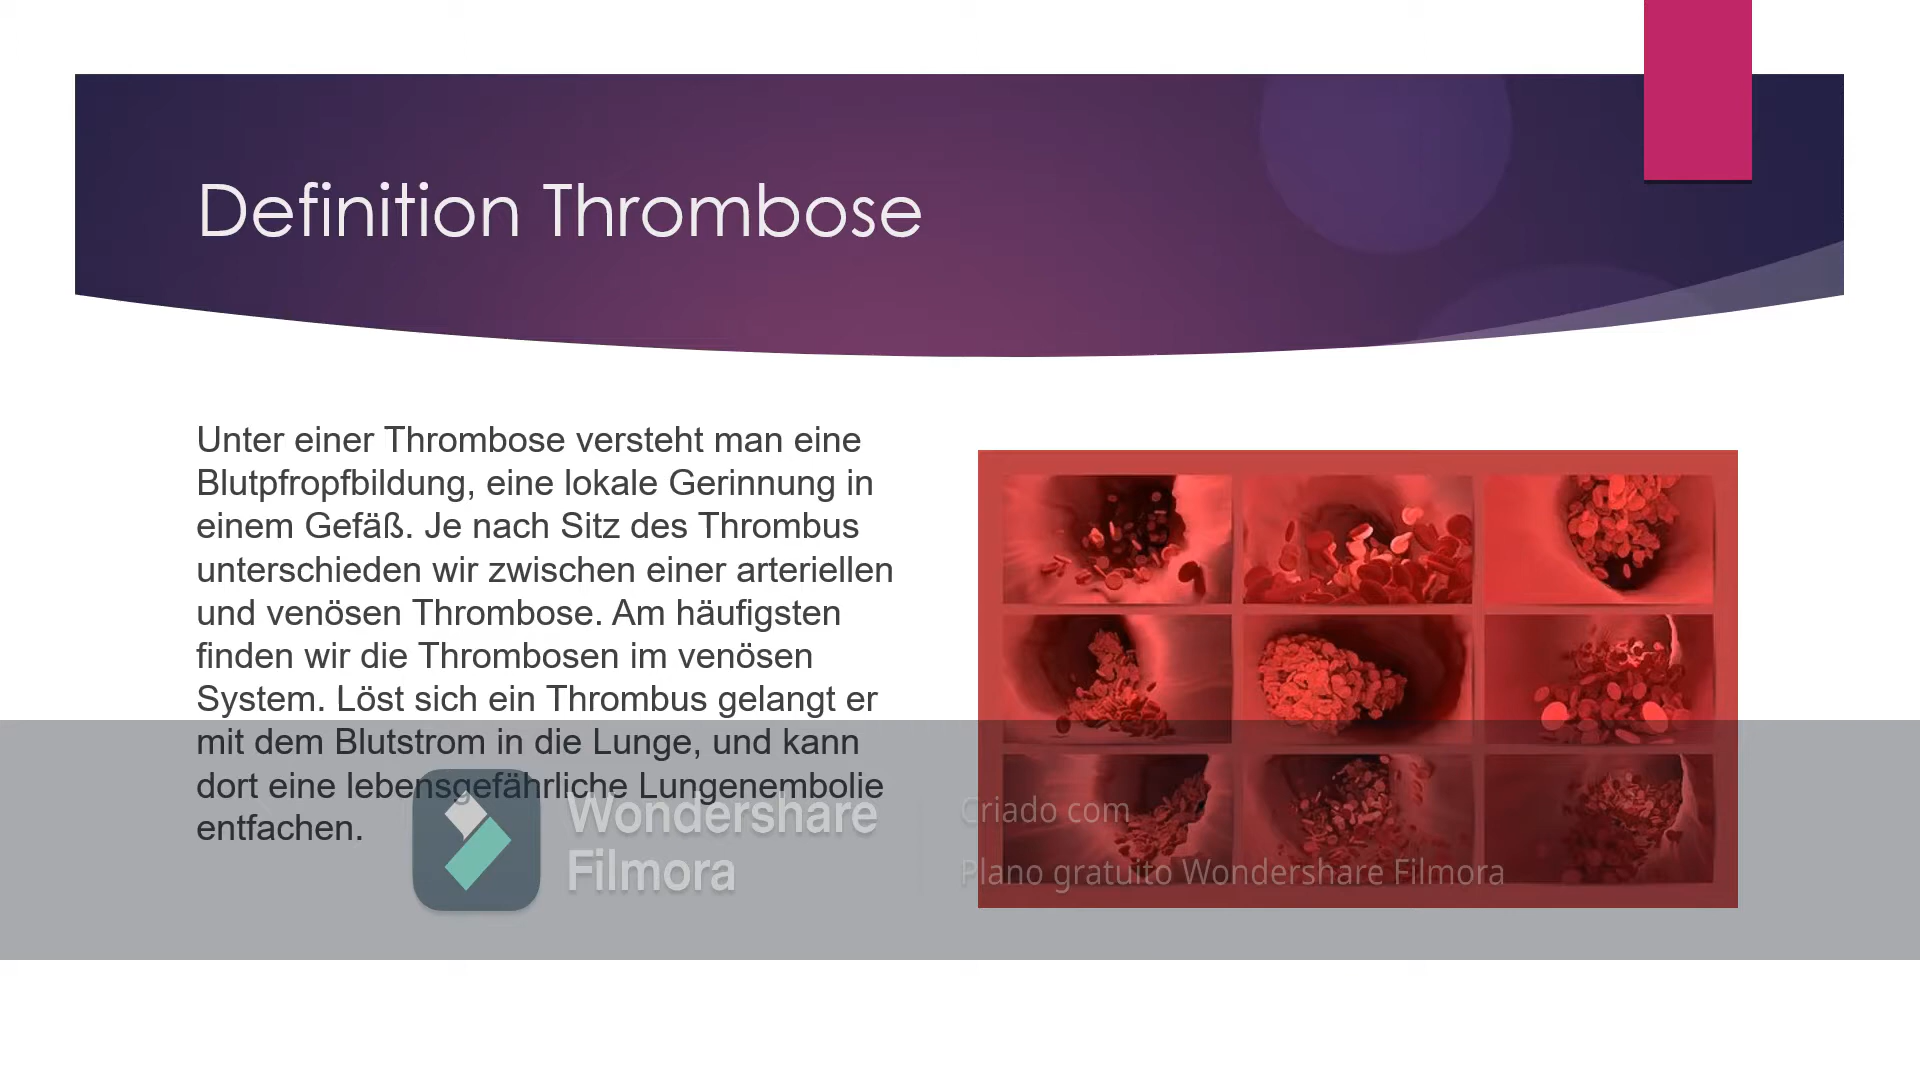 Definition Thrombose
Unter einer Thrombose versteht man eine
Blutpfropfbildung, eine lokale Gerinnung in
einem Gefäß. Je nach Sitz des Thrombus
unterschieden wir zwischen einer arteriellen
und venösen Thrombose. Am häufigsten
finden wir die Thrombosen im venösen
System. Löst sich ein Thrombus gelangt er
mit dem Blutstrom in die Lunge, und kann
dort eine lebensgefährliche Lungenembolie
entfachen.
Wondershare
Filmora
Criado com
Plano gratuito Wondershare Filmora